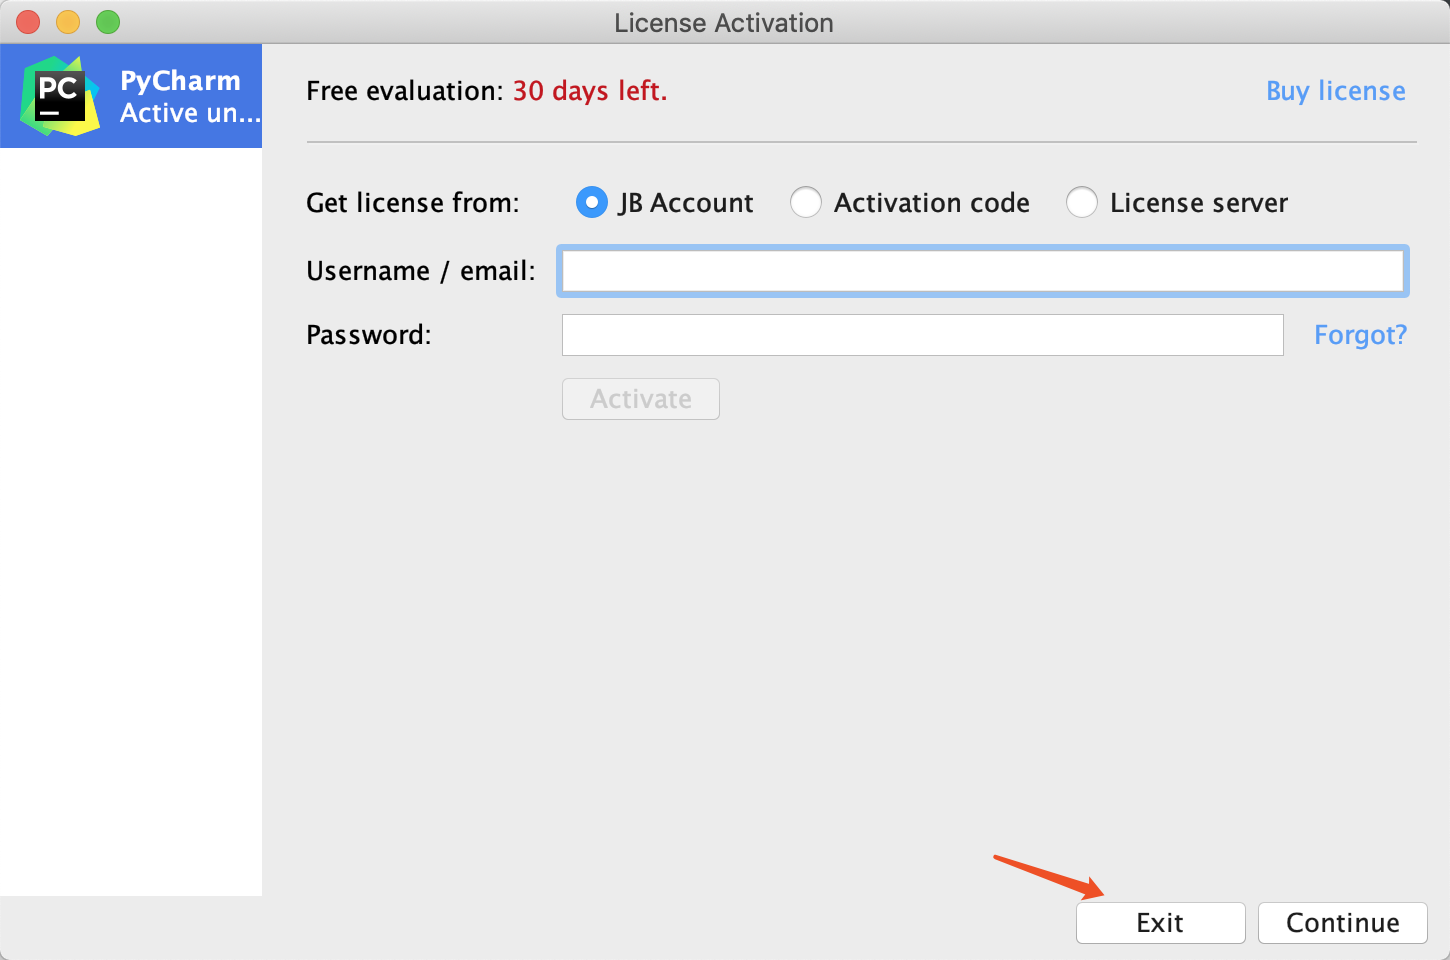 License Activation
PC
PyCharm
Active un...
Free evaluation: 30 days left.
Buy license
Get license from: JB Account Activation code License server
Username / email:
Password:
Forgot?
Activate
Exit
Continue